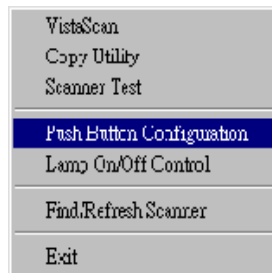 VistaScan
Copy Utility
Scanner Test
Push Button Configuration
Lamp On/Off Control
Find/Refresh Scanner
Exit